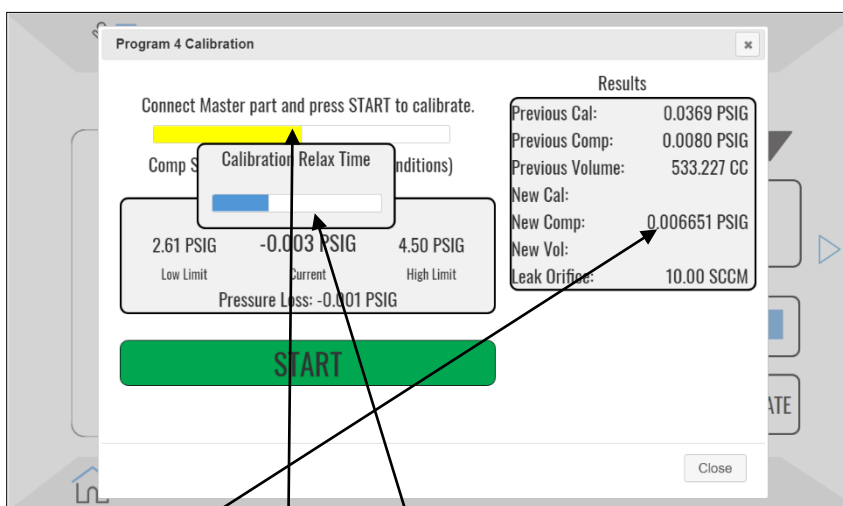 Program 4 Calibration
Connect Master part and press START to calibrate.
Comp S
nditions)
Calibration Relax Time
2.61 PSIG
-0.003 PSIG
4.50 PSIG
Low Limit
Current
High Limit
Pressure Loss: -0.001 PSIG
START
Results
Previous Cal: 0.0369 PSIG
Previous Comp: 0.0080 PSIG
Previous Volume: 533.227 CC
New Cal:
New Comp: 0.006651 PSIG
New Vol:
Leak Orifice: 10.00 SCCM
ATE
Close